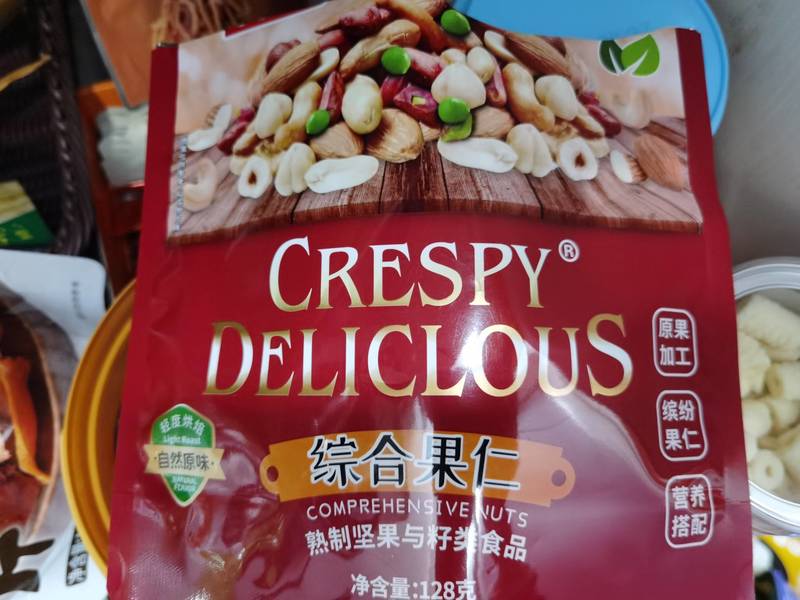 CRESPY®
DELICLOUS
原果
加工
缤纷
果仁
营养
搭配
轻度烘焙
Light Roast
自然原味
NATURAL
FLAVOR
综合果仁
COMPREHENSIVE NUTS
熟制坚果与籽类食品
净含量:128克